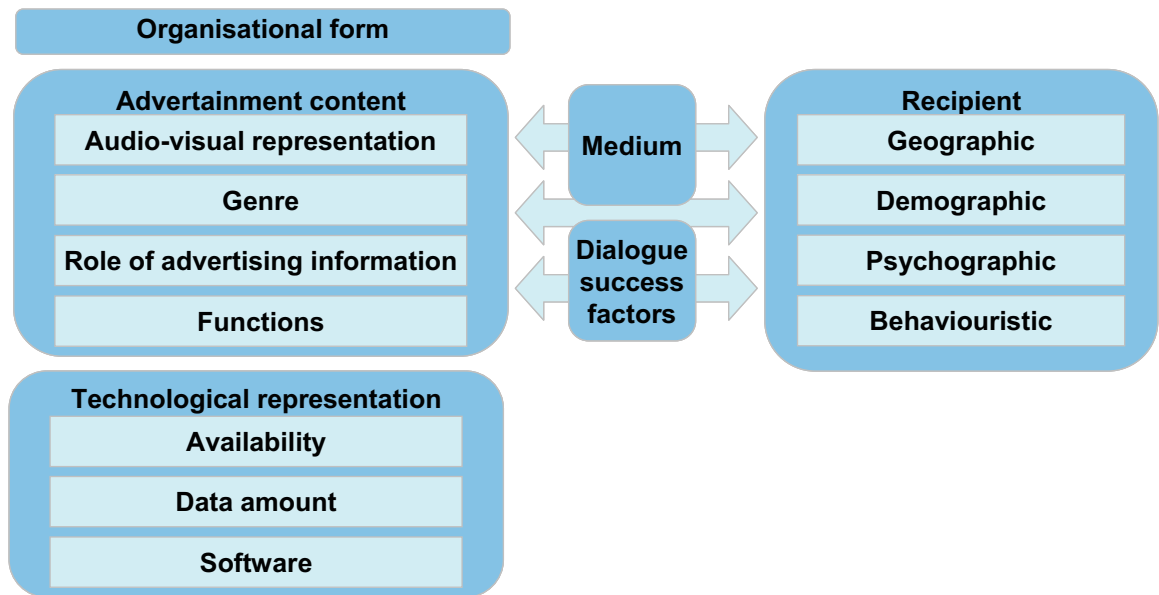 Organisational form
Advertainment content
Audio-visual representation
Genre
Role of advertising information
Functions
Technological representation
Availability
Data amount
Software
Medium
Dialogue
success
factors
Recipient
Geographic
Demographic
Psychographic
Behaviouristic